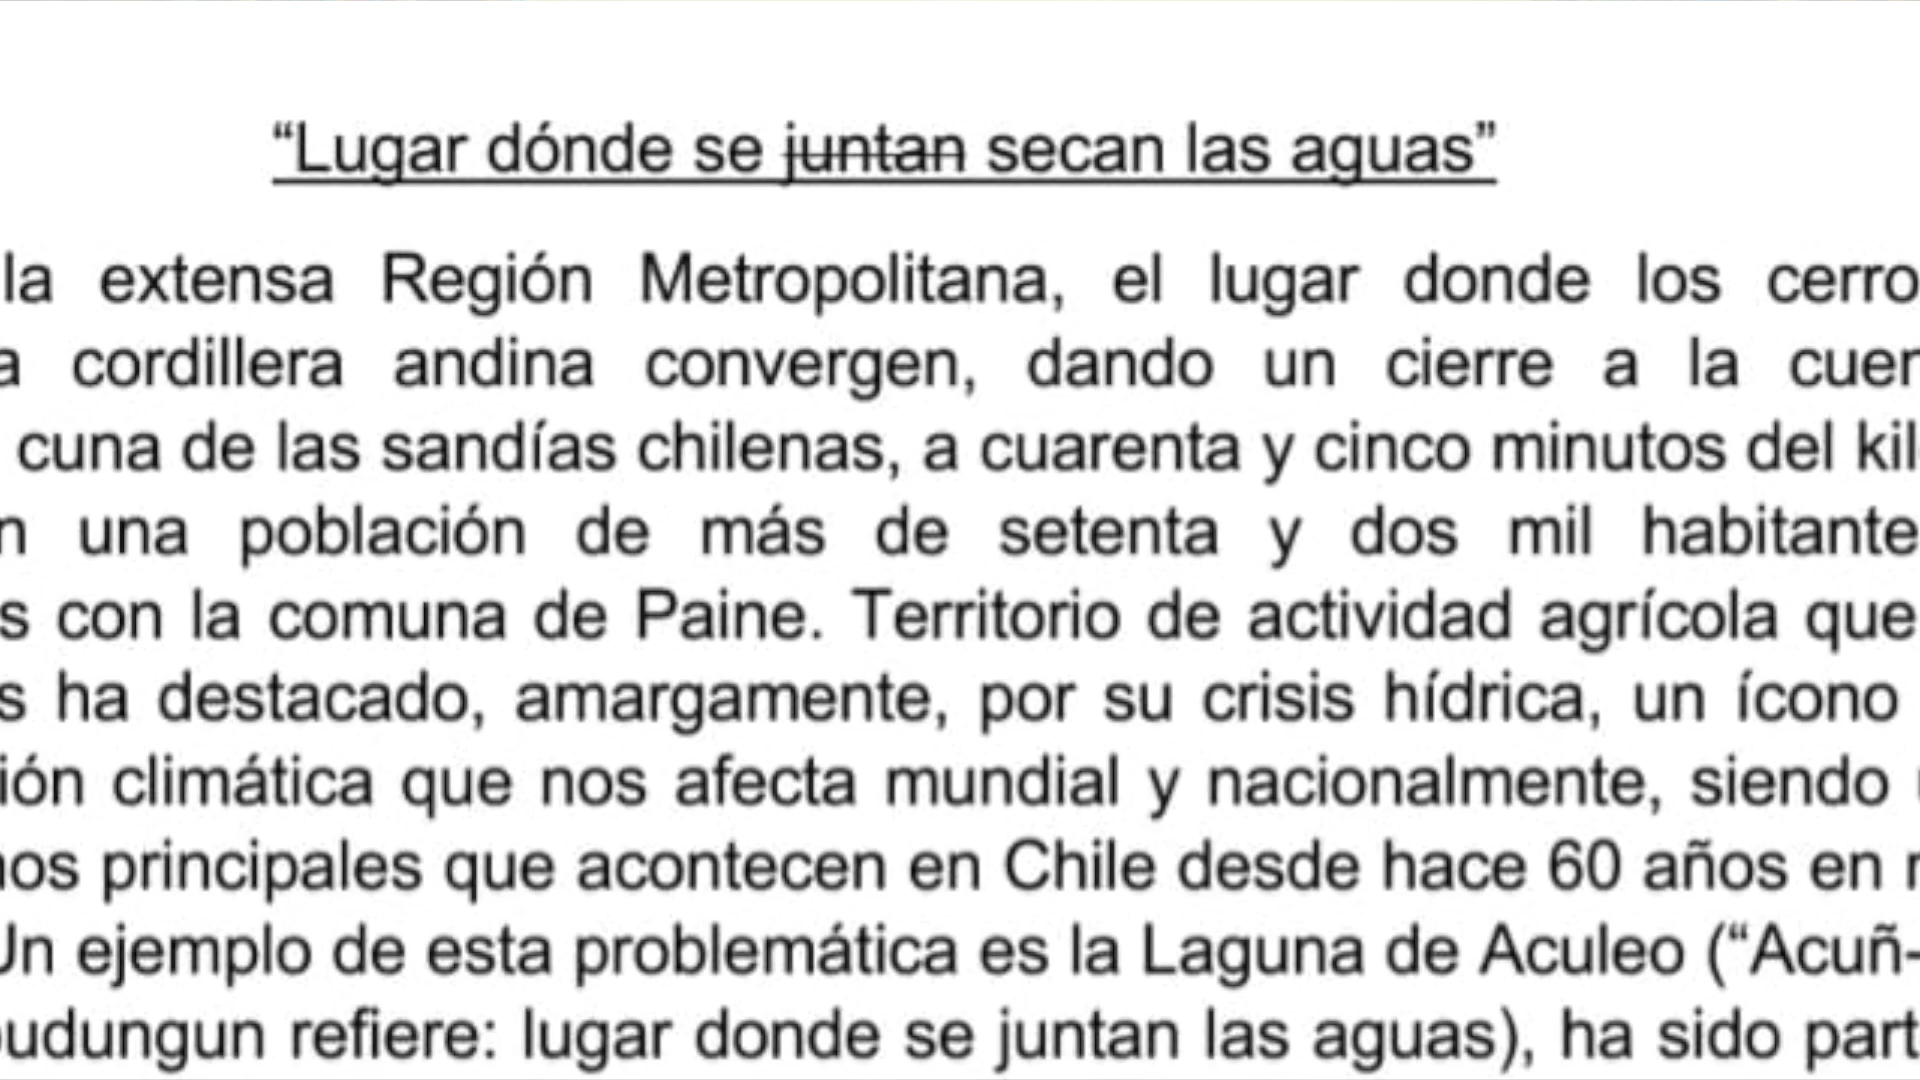 “Lugar dónde se juntan secan las aguas”
la extensa Región Metropolitana, el lugar donde los cerro
a cordillera andina convergen, dando un cierre a la cuen
cuna de las sandías chilenas, a cuarenta y cinco minutos del kil
n una población de más de setenta y dos mil habitante
s con la comuna de Paine. Territorio de actividad agrícola que
s ha destacado, amargamente, por su crisis hídrica, un ícono
ión climática que nos afecta mundial y nacionalmente, siendo
nos principales que acontecen en Chile desde hace 60 años en
Un ejemplo de esta problemática es la Laguna de Aculeo (“Acuñ-
pudungun refiere: lugar donde se juntan las aguas), ha sido part